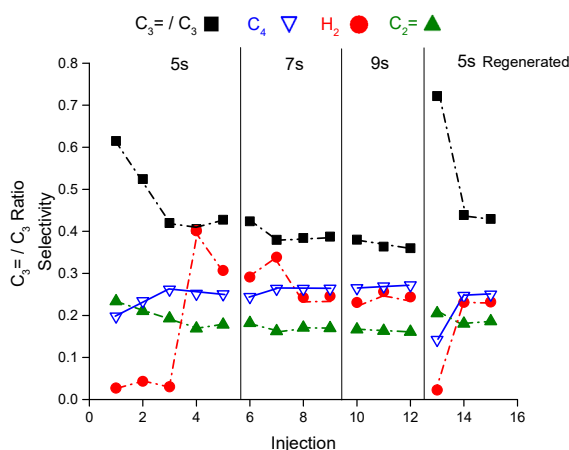 C₃= / C₃ C₄ H₂ C₂=
5s 7s 9s 5s Regenerated
C₃= / C₃ Ratio
Selectivity
0.8
0.7
0.6
0.5
0.4
0.3
0.2
0.1
0.0
0 2 4 6 8 10 12 14 16
Injection